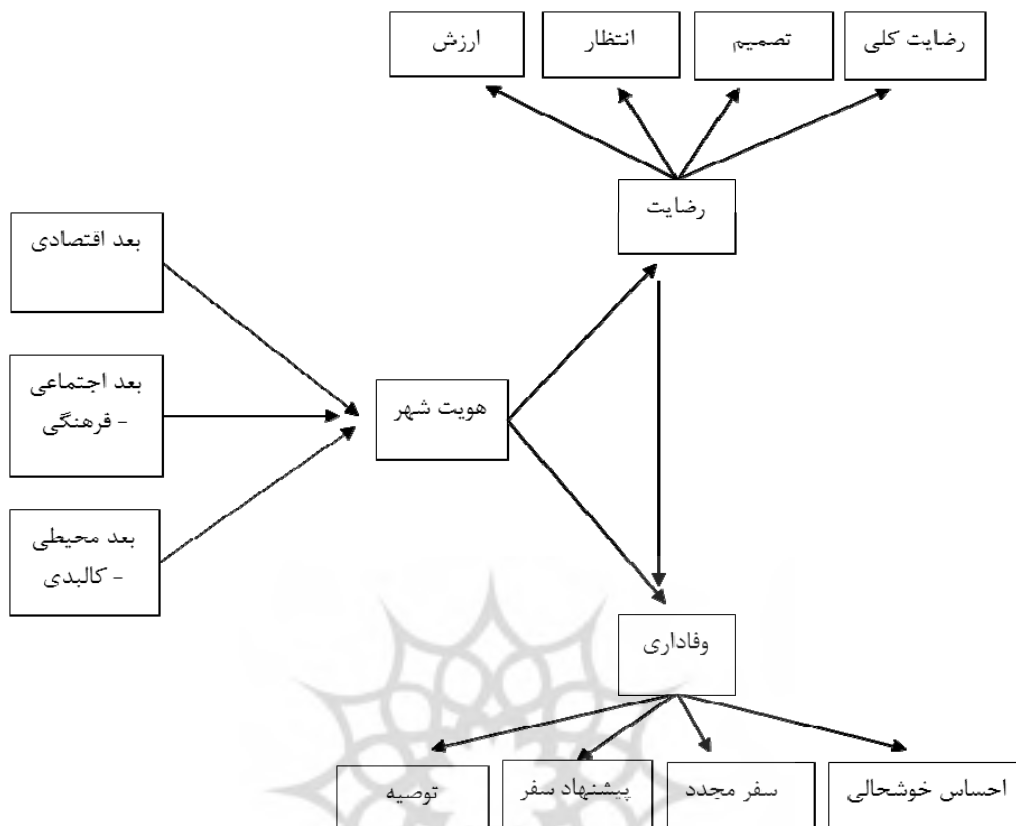 رضایت کلی
تصمیم
انتظار
ارزش
رضایت
بعد اقتصادی
بعد اجتماعی
- فرهنگی
هویت شهر
بعد محیطی
- کالبدی
وفاداری
احساس خوشحالی
سفر مجدد
پیشنهاد سفر
توصیه